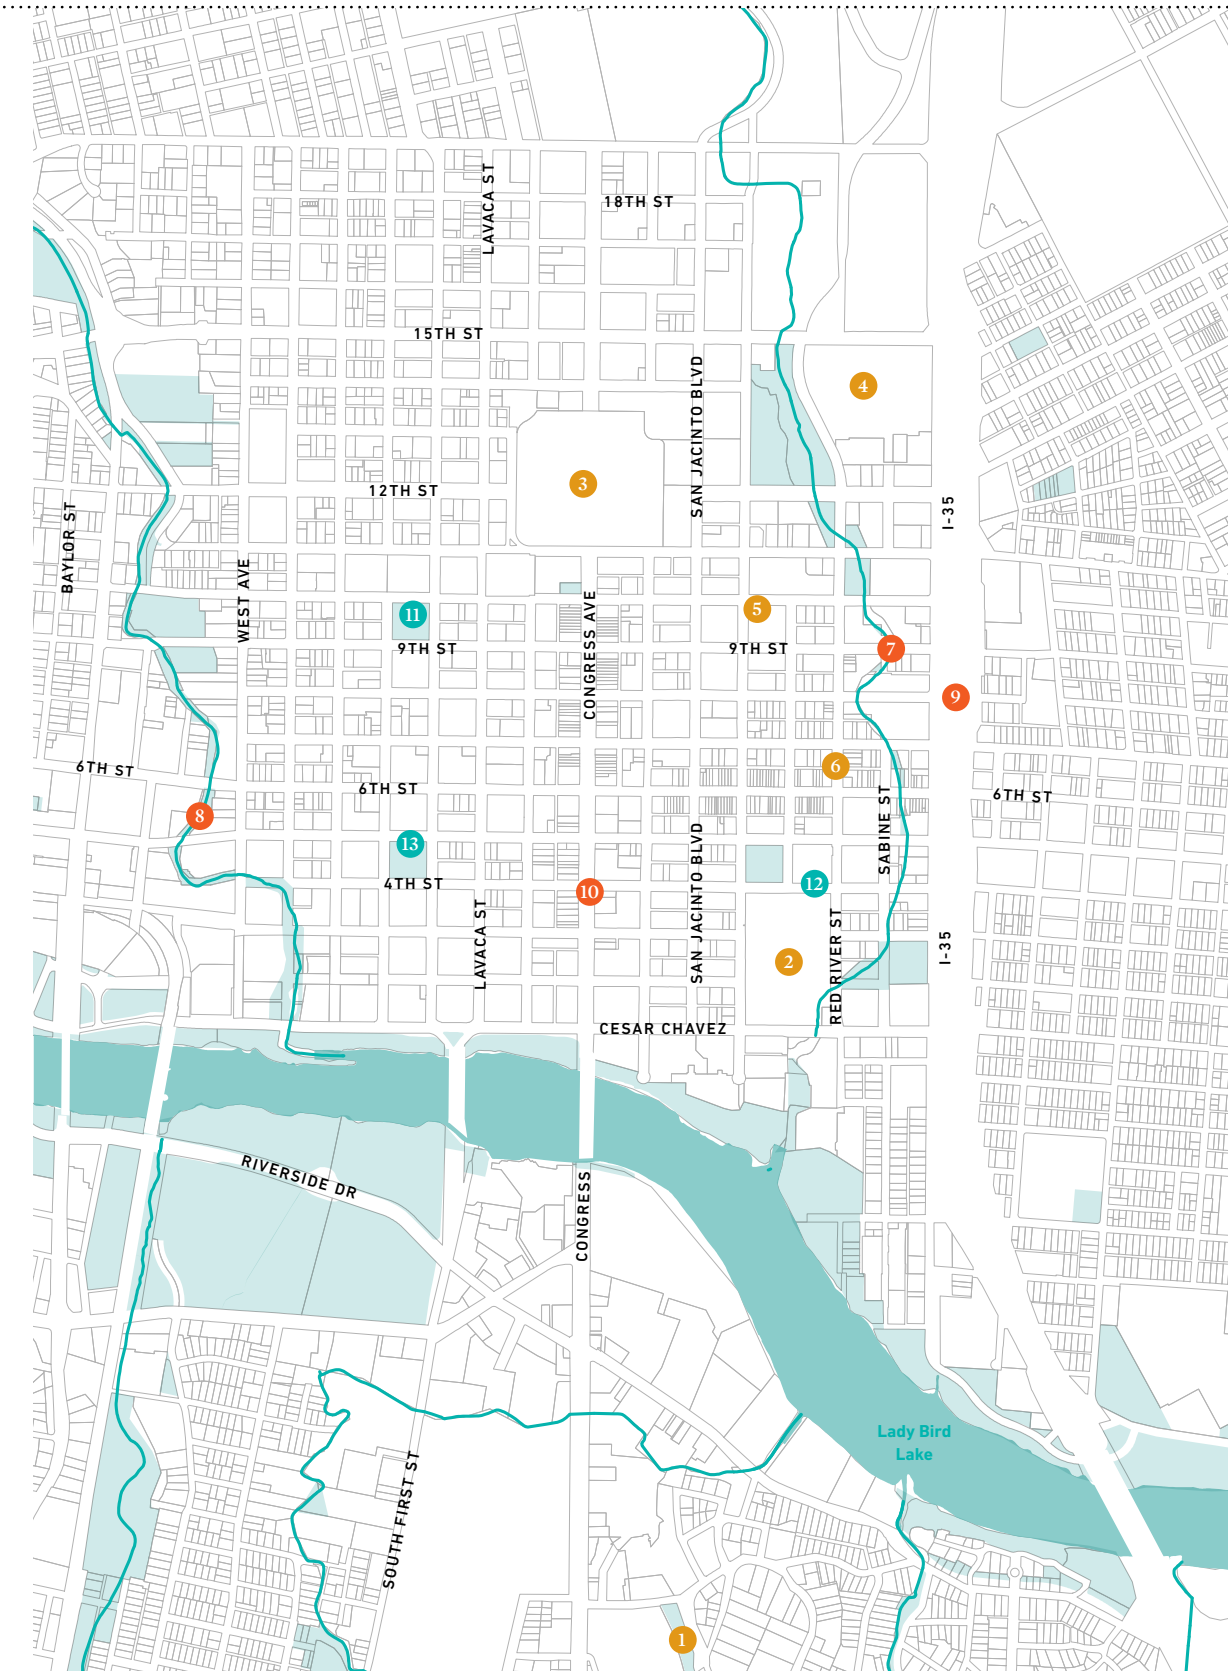 LAVACA ST
18TH ST
15TH ST
SAN JACINTO BLVD
4
3
12TH ST
I-35
BAYLOR ST
WEST AVE
CONGRESS AVE
11
5
9TH ST
9TH ST
7
9
6TH ST
6
6TH ST
6TH ST
8
SABINE ST
13
SAN JACINTO BLVD
4TH ST
12
10
LAVACA ST
RED RIVER ST
I-35
2
CESAR CHAVEZ
RIVERSIDE DR
CONGRESS
Lady Bird
Lake
SOUTH FIRST ST
1